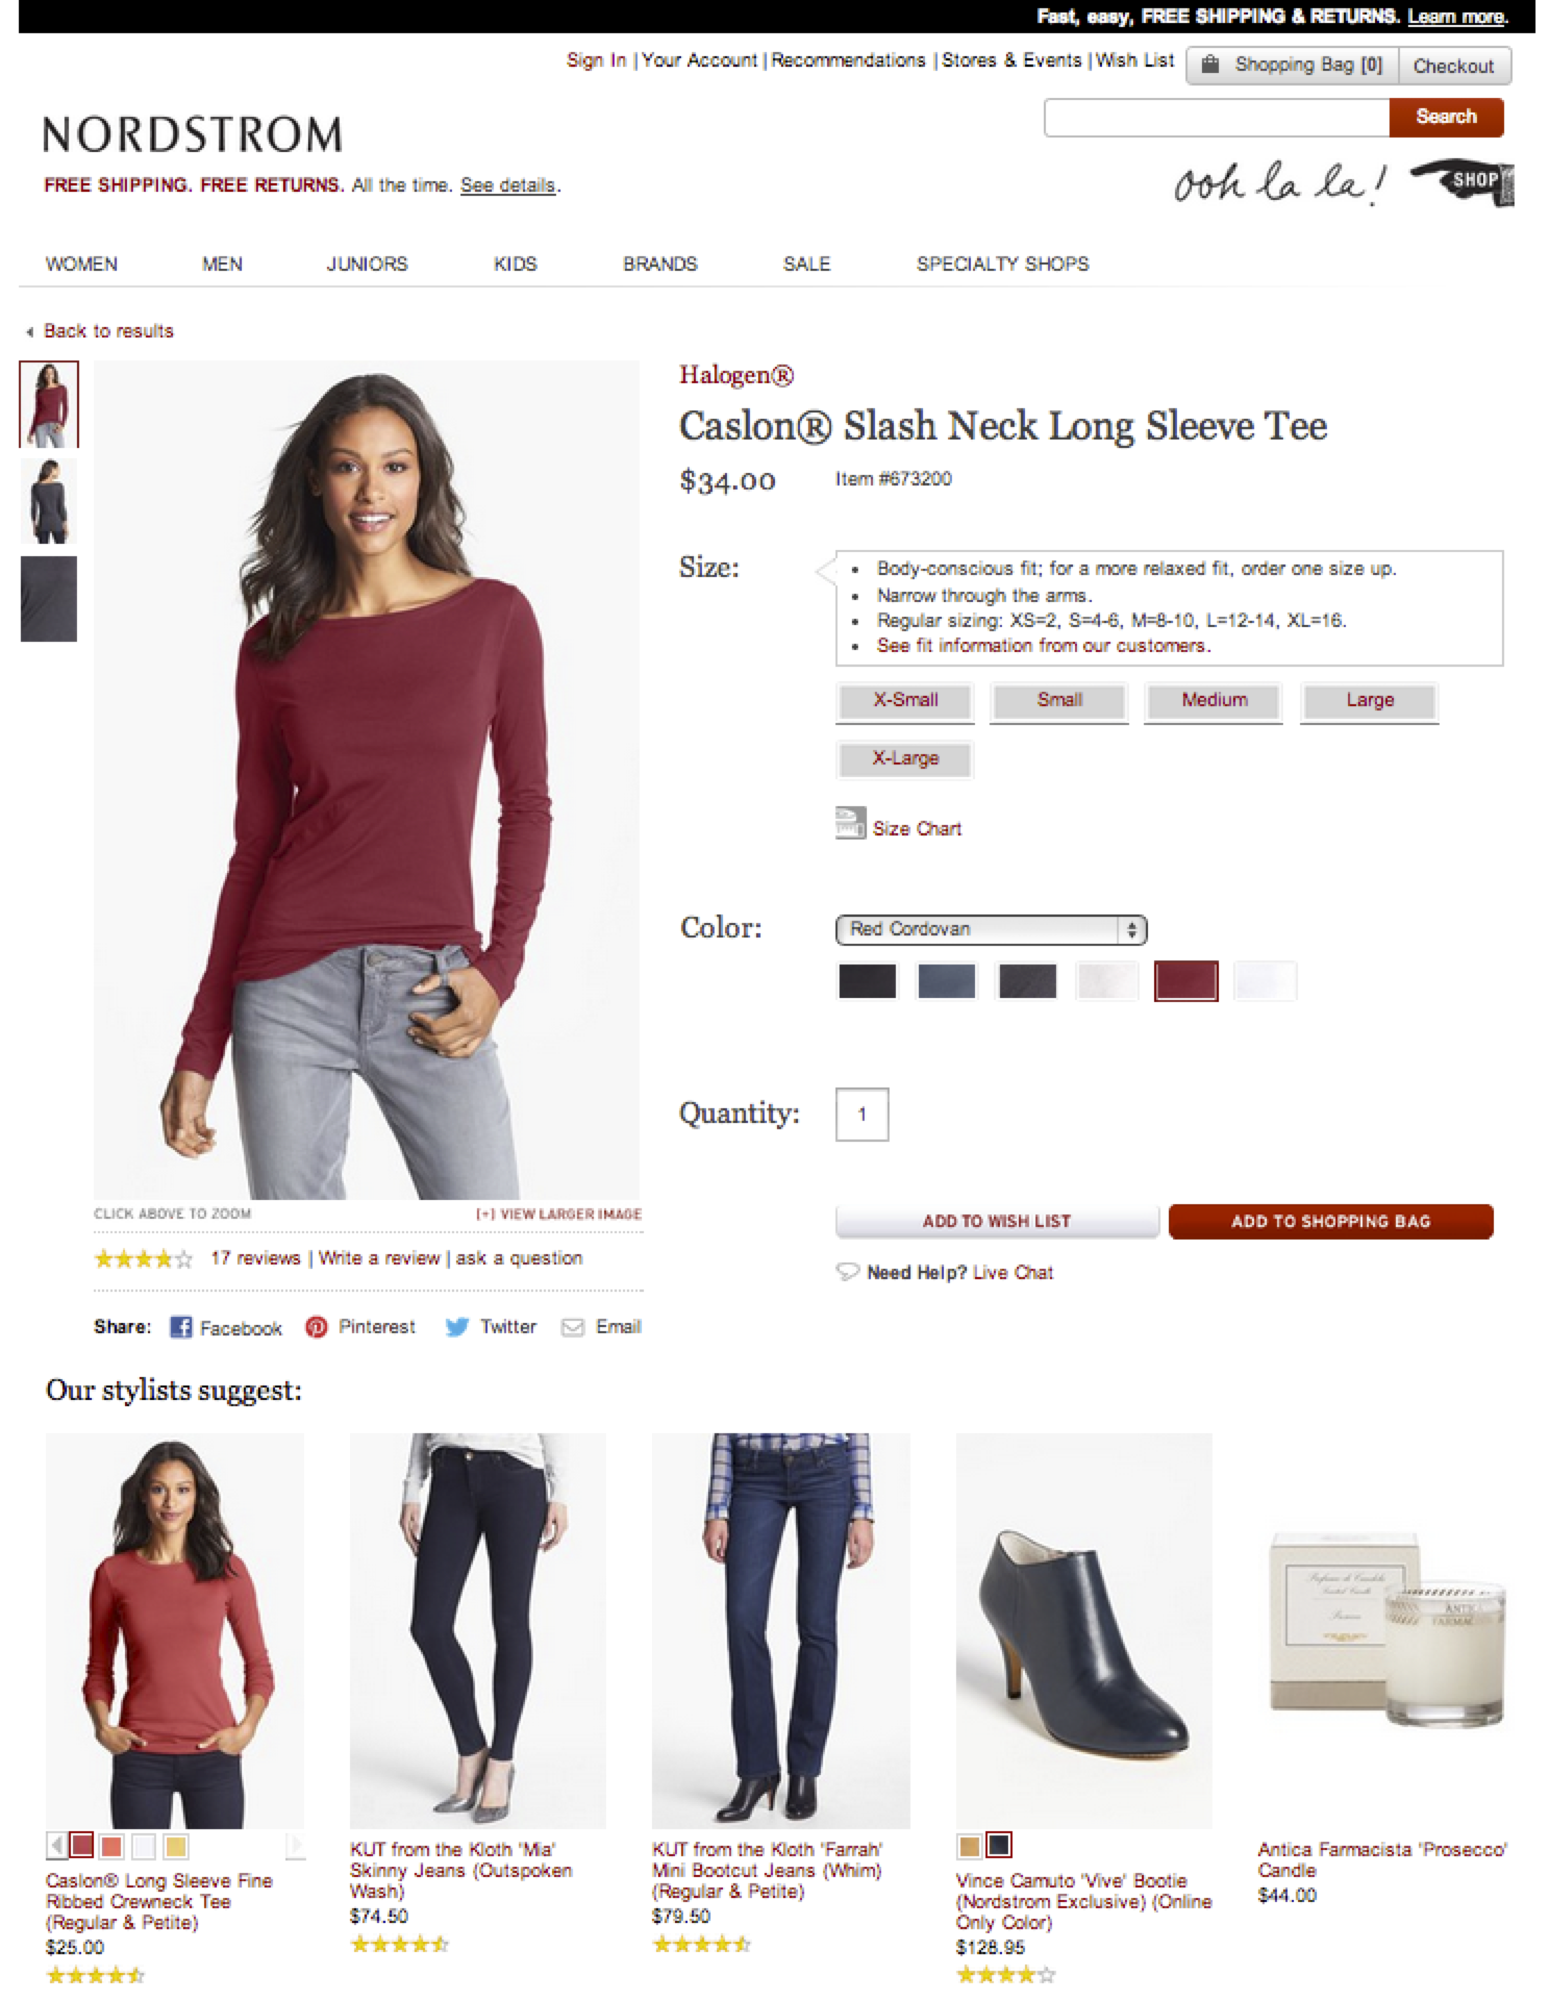 Fast, easy, FREE SHIPPING & RETURNS. Learn more.
Sign In | Your Account | Recommendations | Stores & Events | Wish List
Shopping Bag [0]
Checkout
NORDSTROM
Search
FREE SHIPPING. FREE RETURNS. All the time. See details.
ooh la la!
SHOP
WOMEN MEN JUNIORS KIDS BRANDS SALE SPECIALTY SHOPS
Back to results
Halogen®
Caslon® Slash Neck Long Sleeve Tee
$34.00 Item #673200
Size:
• Body-conscious fit; for a more relaxed fit, order one size up.
• Narrow through the arms.
• Regular sizing: XS=2, S=4-6, M=8-10, L=12-14, XL=16.
• See fit information from our customers.
X-Small Small Medium Large
X-Large
Size Chart
Color: Red Cordovan
Quantity: 1
CLICK ABOVE TO ZOOM [+] VIEW LARGER IMAGE
ADD TO WISH LIST ADD TO SHOPPING BAG
17 reviews | Write a review | ask a question
Need Help? Live Chat
Share: Facebook Pinterest Twitter Email
Our stylists suggest:
ANTICA
FARMAC
Caslon® Long Sleeve Fine
Ribbed Crewneck Tee
(Regular & Petite)
$25.00
KUT from the Kloth 'Mia'
Skinny Jeans (Outspoken
Wash)
$74.50
KUT from the Kloth 'Farrah'
Mini Bootcut Jeans (Whim)
(Regular & Petite)
$79.50
Vince Camuto 'Vive' Bootie
(Nordstrom Exclusive) (Online
Only Color)
$128.95
Antica Farmacista 'Prosecco'
Candle
$44.00